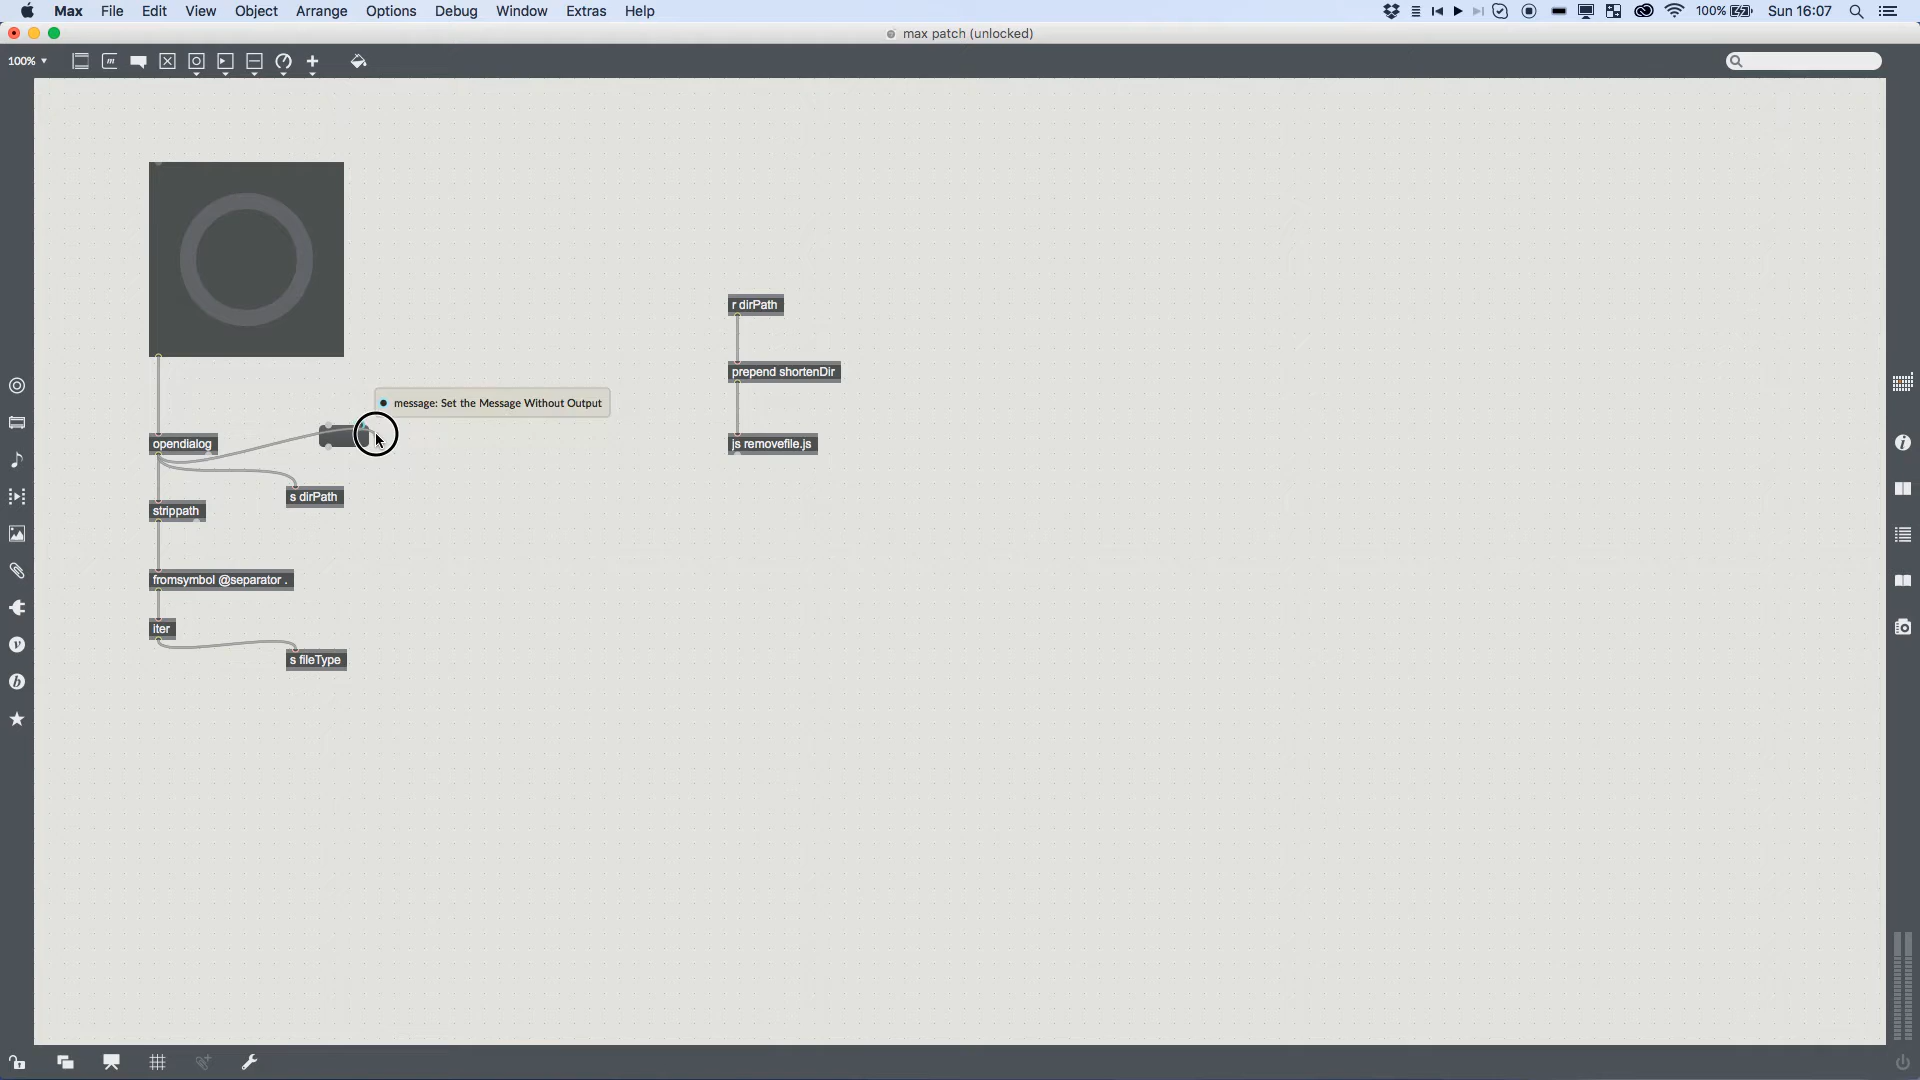 Max File Edit View Object Arrange Options Debug Window Extras Help 100% Sun 16:07
max patch (unlocked)
100%
r dirPath
prepend shortenDir
message: Set the Message Without Output
opendialog
js removefile.js
s dirPath
strippath
fromsymbol @separator .
iter
s fileType